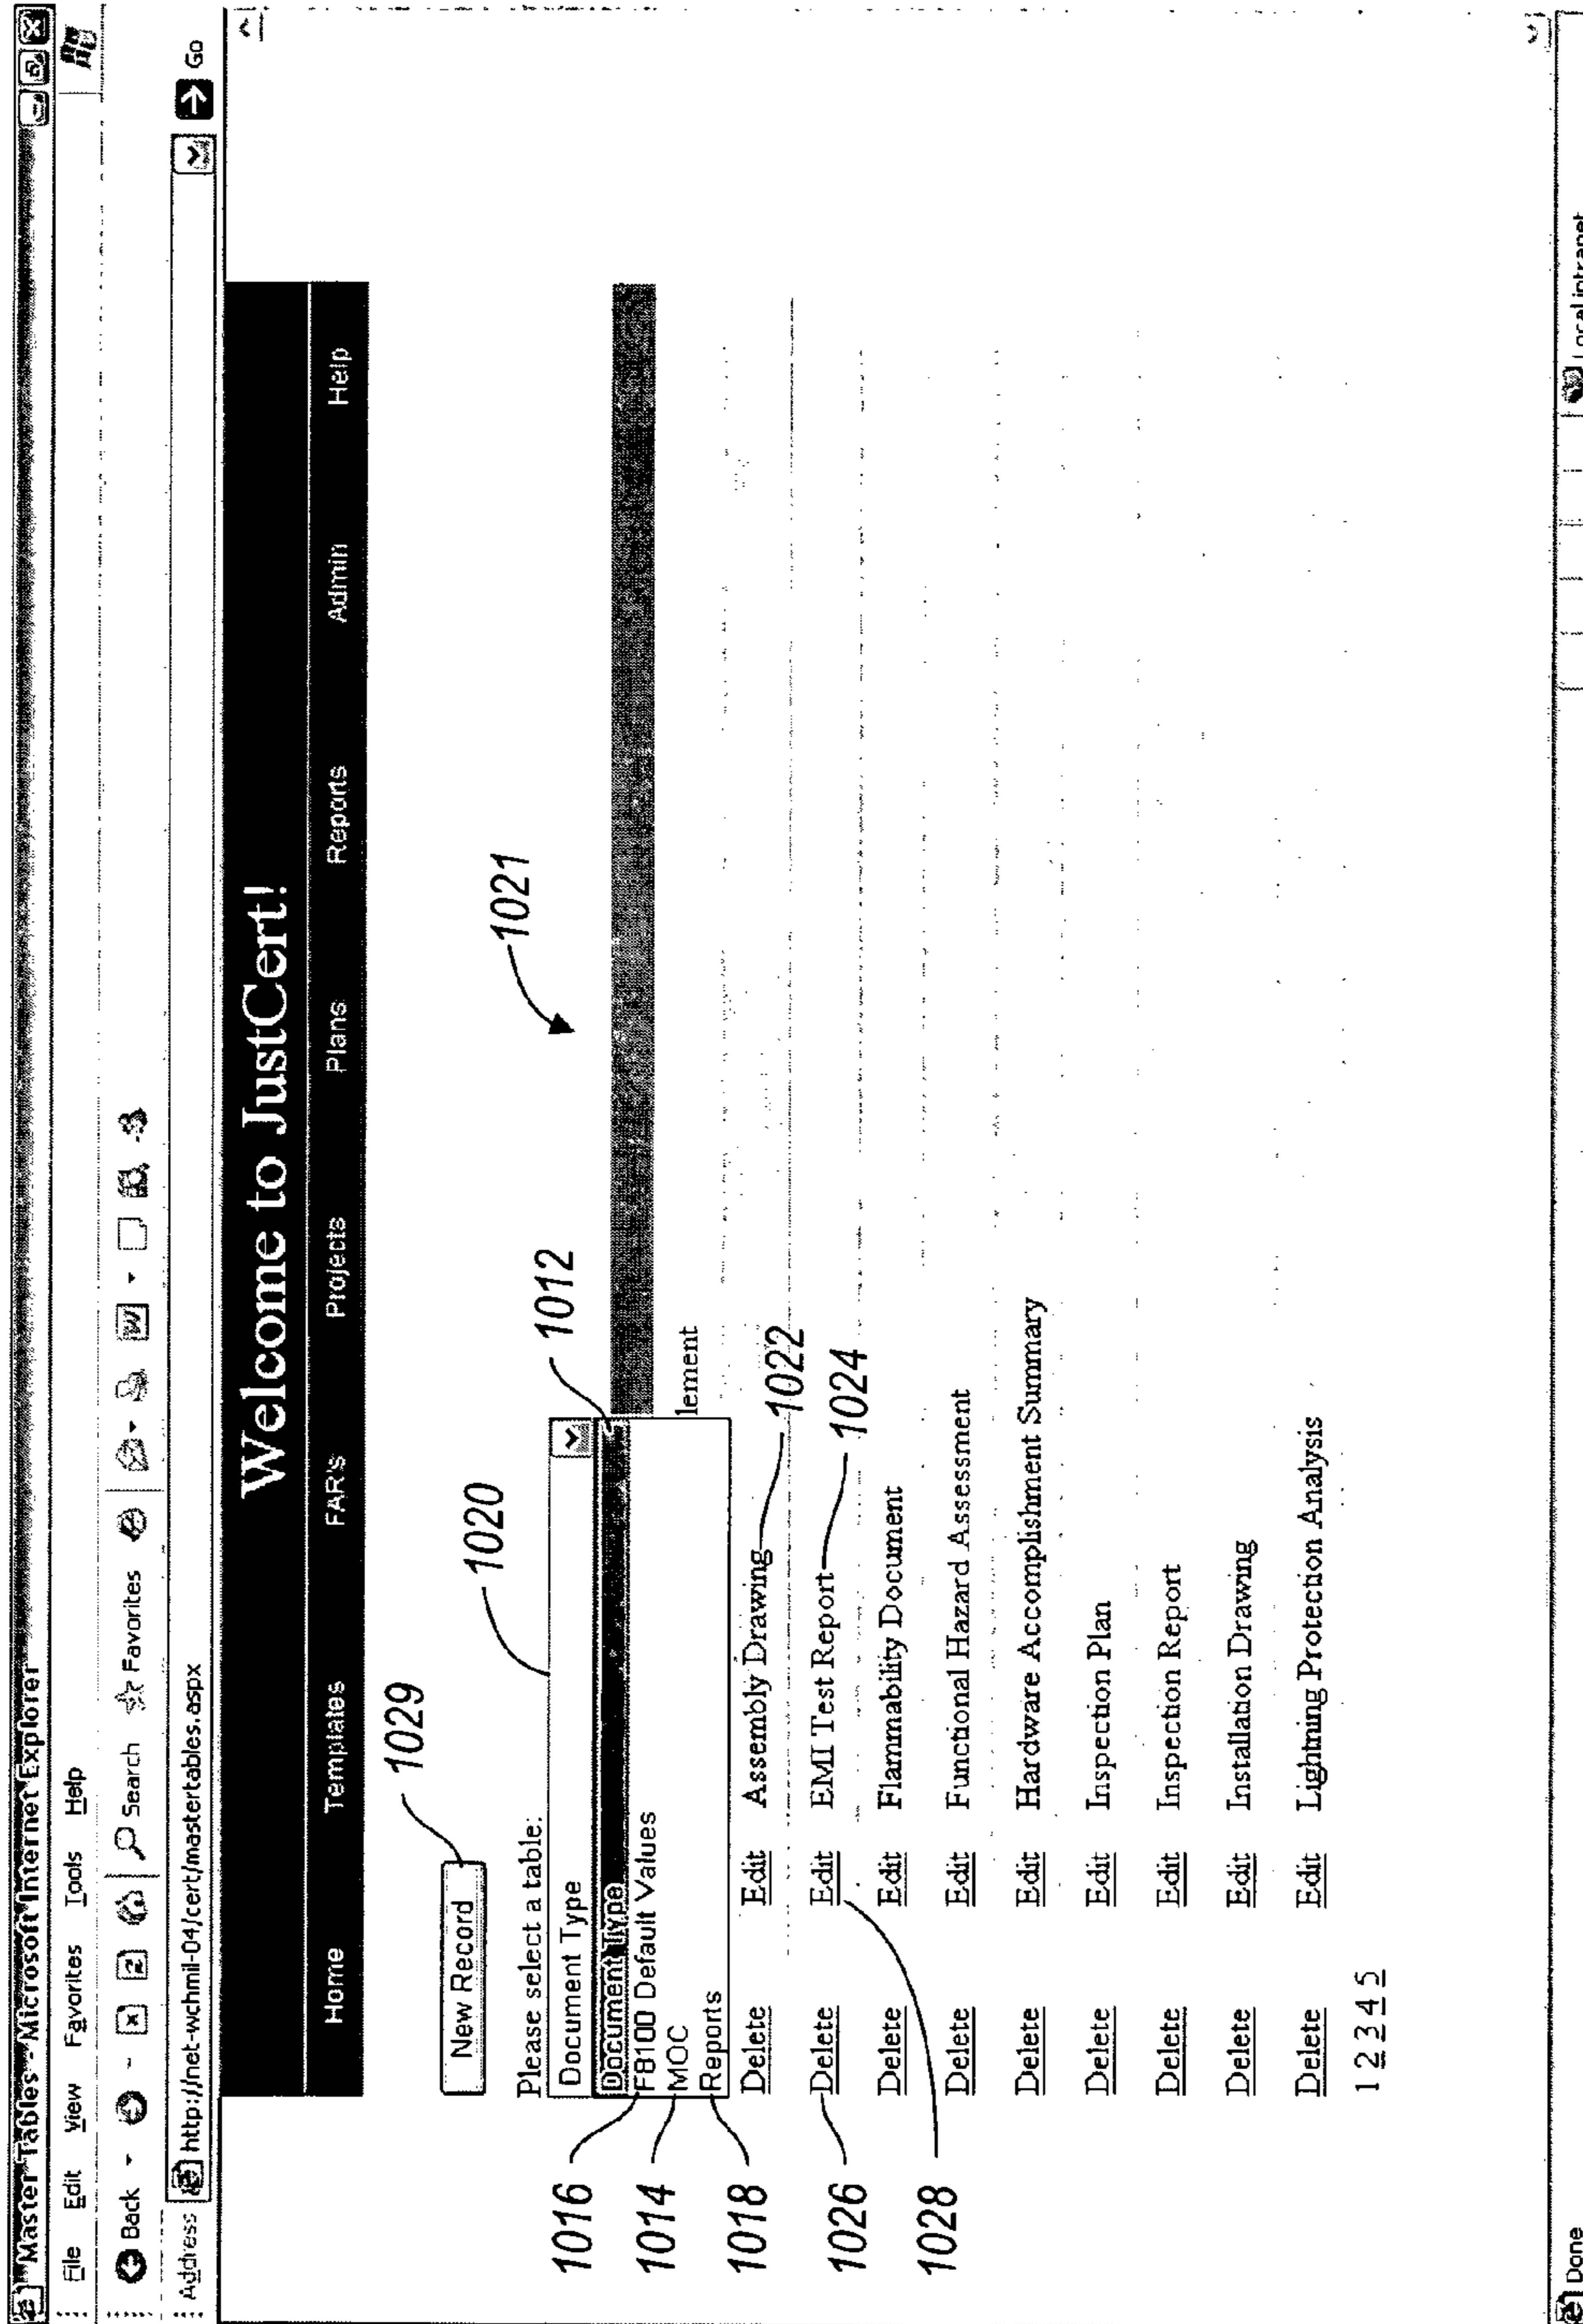 Master Tables - Microsoft Internet Explorer
File Edit View Favorites Tools Help
Back Search Favorites
Address http://net-wchmil-04/cert/mastertables.aspx Go
Welcome to JustCert!
Home Templates FAR's Projects Plans Reports Admin Help
1029
New Record
1020
1021
Please select a table:
1012
Document Type
Document Type
1016
F8100 Default Values
1014
MOC
lement
1018
Reports
Delete Edit Assembly Drawing 1022
1026
Delete Edit EMI Test Report 1024
Delete Edit Flammability Document
1028
Delete Edit Functional Hazard Assessment
Delete Edit Hardware Accomplishment Summary
Delete Edit Inspection Plan
Delete Edit Inspection Report
Delete Edit Installation Drawing
Delete Edit Lightning Protection Analysis
1 2 3 4 5
Done Local intranet